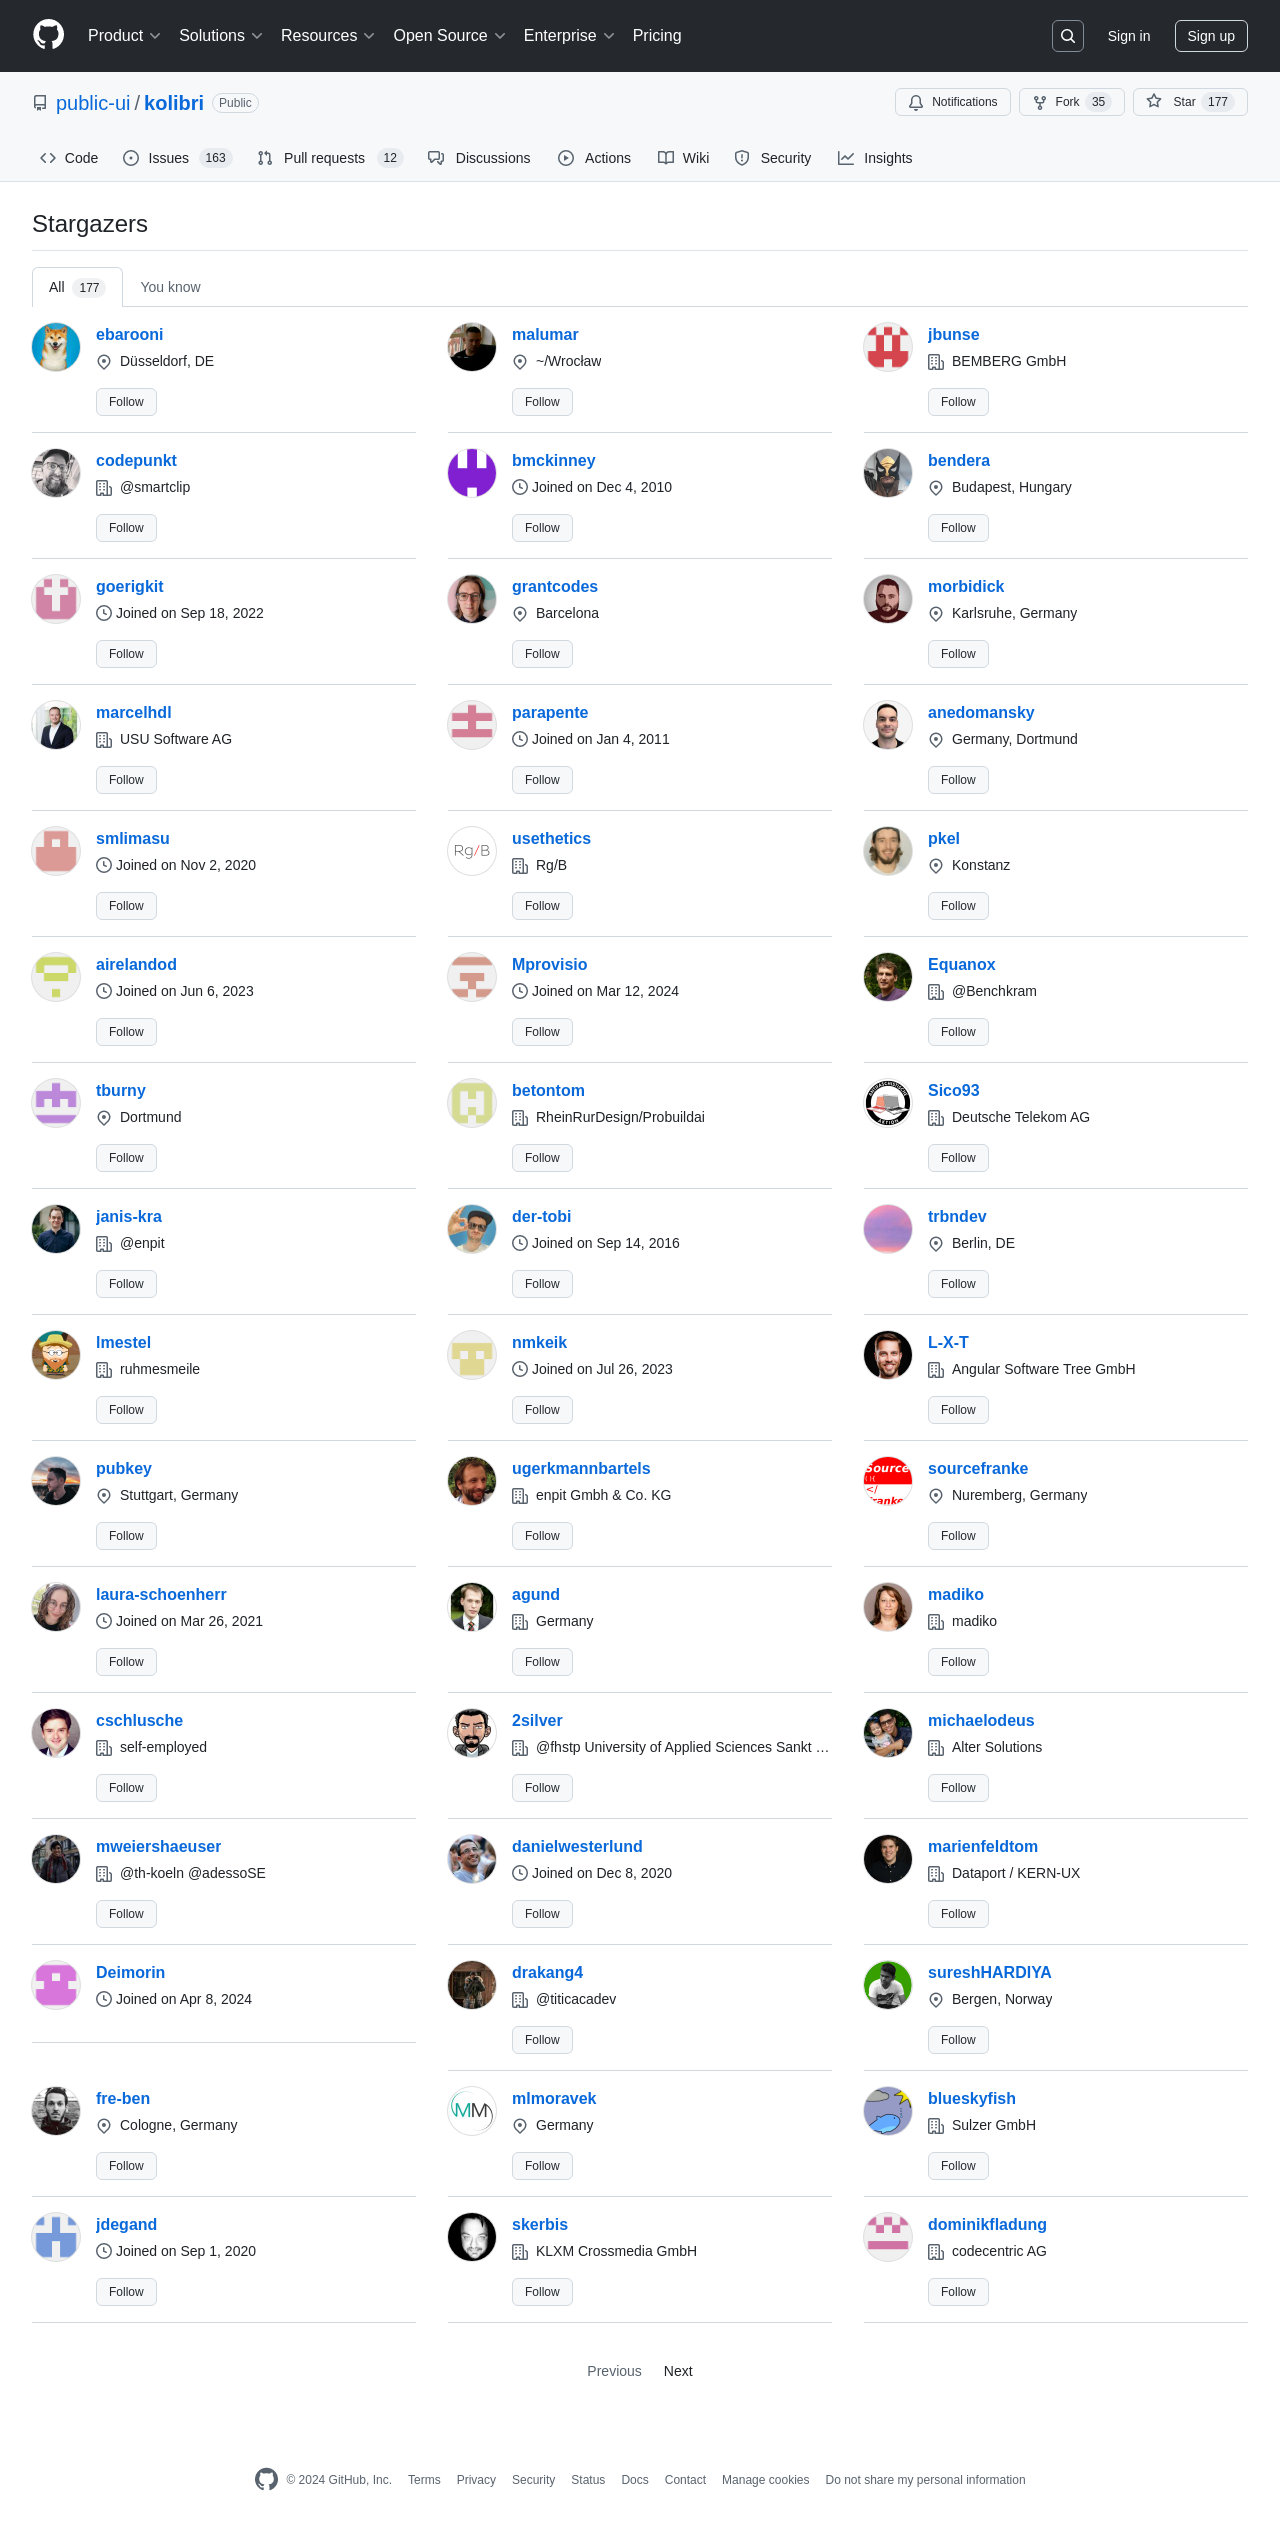 Product
Solutions
Resources
Open Source
Enterprise
Pricing
Sign in
Sign up
public-ui / kolibri
Public
Notifications
Fork 35
Star 177
Code
Issues 163
Pull requests 12
Discussions
Actions
Wiki
Security
Insights
Stargazers
All 177
You know
ebarooni
Düsseldorf, DE
Follow
malumar
~/Wrocław
Follow
jbunse
BEMBERG GmbH
Follow
codepunkt
@smartclip
Follow
bmckinney
Joined on Dec 4, 2010
Follow
bendera
Budapest, Hungary
Follow
goerigkit
Joined on Sep 18, 2022
Follow
grantcodes
Barcelona
Follow
morbidick
Karlsruhe, Germany
Follow
marcelhdl
USU Software AG
Follow
parapente
Joined on Jan 4, 2011
Follow
anedomansky
Germany, Dortmund
Follow
smlimasu
Joined on Nov 2, 2020
Follow
Rg/B
usethetics
Rg/B
Follow
pkel
Konstanz
Follow
airelandod
Joined on Jun 6, 2023
Follow
Mprovisio
Joined on Mar 12, 2024
Follow
Equanox
@Benchkram
Follow
tburny
Dortmund
Follow
betontom
RheinRurDesign/Probuildai
Follow
Sico93
Deutsche Telekom AG
Follow
janis-kra
@enpit
Follow
der-tobi
Joined on Sep 14, 2016
Follow
trbndev
Berlin, DE
Follow
lmestel
ruhmesmeile
Follow
nmkeik
Joined on Jul 26, 2023
Follow
L-X-T
Angular Software Tree GmbH
Follow
pubkey
Stuttgart, Germany
Follow
ugerkmannbartels
enpit Gmbh & Co. KG
Follow
Source
</
franke
sourcefranke
Nuremberg, Germany
Follow
laura-schoenherr
Joined on Mar 26, 2021
Follow
agund
Germany
Follow
madiko
madiko
Follow
cschlusche
self-employed
Follow
2silver
@fhstp University of Applied Sciences Sankt …
Follow
michaelodeus
Alter Solutions
Follow
mweiershaeuser
@th-koeln @adessoSE
Follow
danielwesterlund
Joined on Dec 8, 2020
Follow
marienfeldtom
Dataport / KERN-UX
Follow
Deimorin
Joined on Apr 8, 2024
drakang4
@titicacadev
Follow
sureshHARDIYA
Bergen, Norway
Follow
fre-ben
Cologne, Germany
Follow
MM
mlmoravek
Germany
Follow
blueskyfish
Sulzer GmbH
Follow
jdegand
Joined on Sep 1, 2020
Follow
skerbis
KLXM Crossmedia GmbH
Follow
dominikfladung
codecentric AG
Follow
Previous
Next
© 2024 GitHub, Inc.
Terms
Privacy
Security
Status
Docs
Contact
Manage cookies
Do not share my personal information